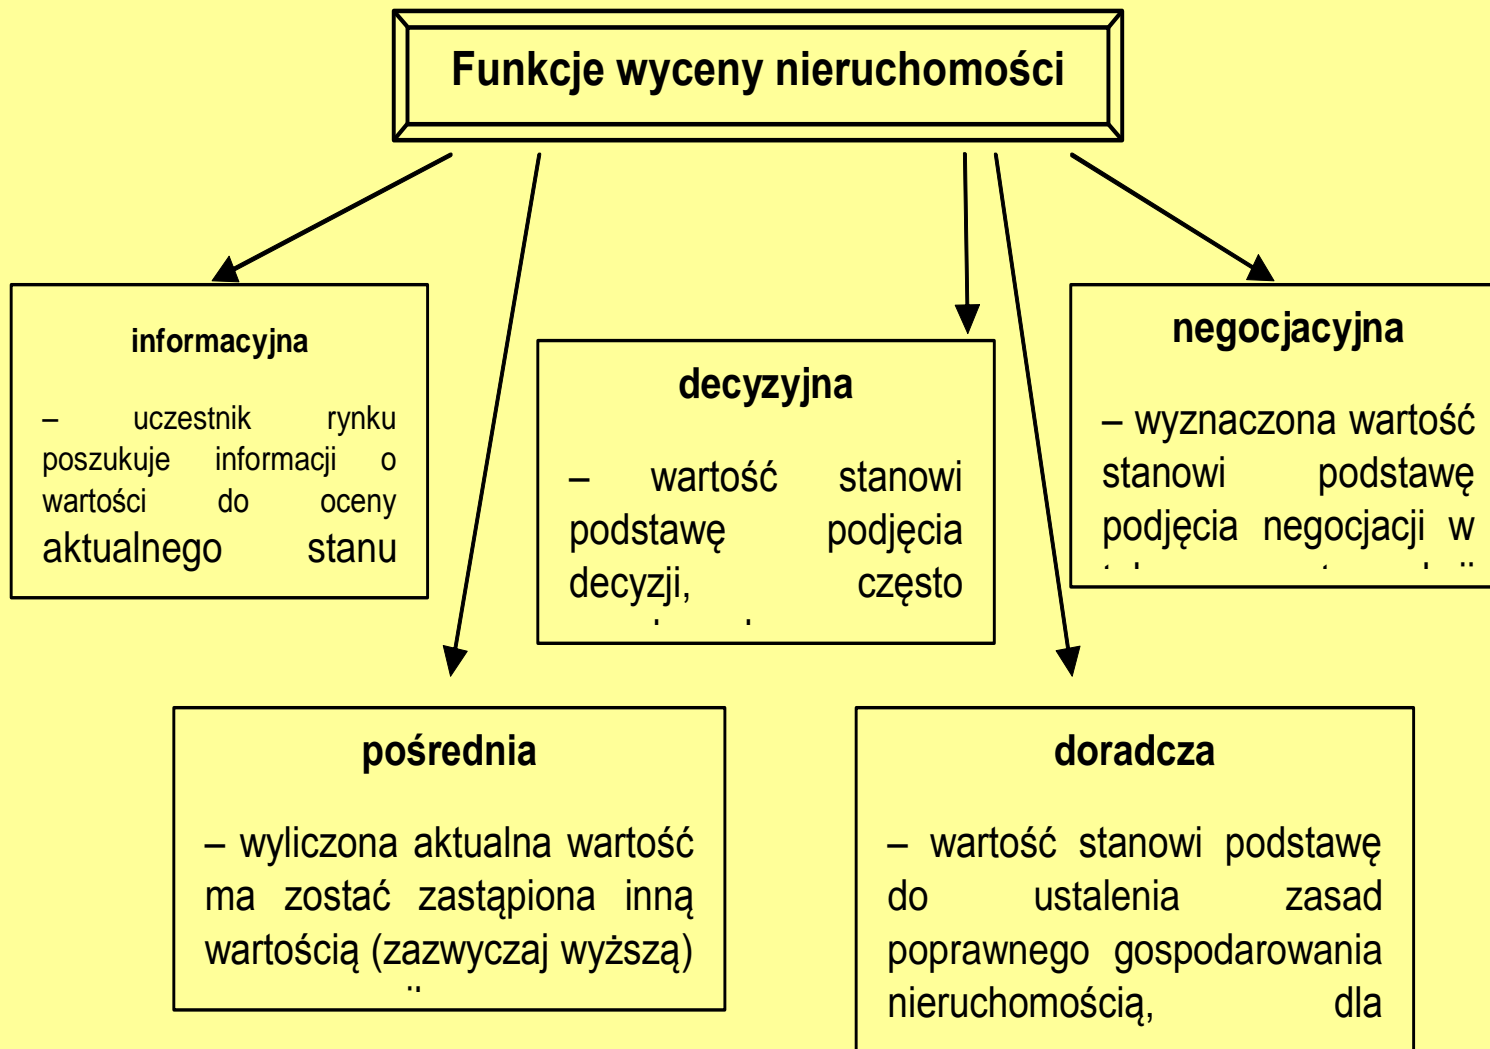 Funkcje wyceny nieruchomości
informacyjna
– uczestnik rynku
poszukuje informacji o
wartości do oceny
aktualnego stanu
decyzyjna
– wartość stanowi
podstawę podjęcia
decyzji, często
negocjacyjna
– wyznaczona wartość
stanowi podstawę
podjęcia negocjacji w
pośrednia
– wyliczona aktualna wartość
ma zostać zastąpiona inną
wartością (zazwyczaj wyższą)
doradcza
– wartość stanowi podstawę
do ustalenia zasad
poprawnego gospodarowania
nieruchomością, dla